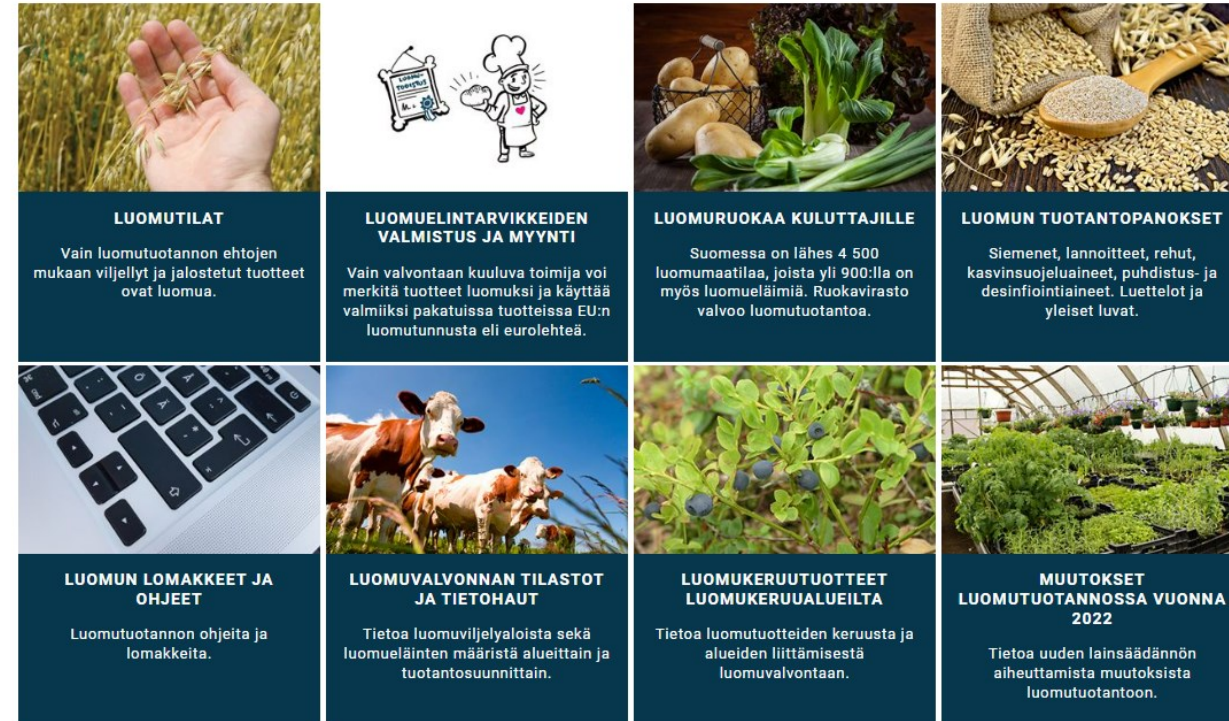 LUOMU-
TODISTUS
LUOMUTILAT
Vain luomutuotannon ehtojen
mukaan viljellyt ja jalostetut tuotteet
ovat luomua.
LUOMUELINTARVIKKEIDEN
VALMISTUS JA MYYNTI
Vain valvontaan kuuluva toimija voi
merkitä tuotteet luomuksi ja käyttää
valmiiksi pakatuissa tuotteissa EU:n
luomutunnusta eli eurolehteä.
LUOMURUOKAA KULUTTAJILLE
Suomessa on lähes 4 500
luomumaatilaa, joista yli 900:lla on
myös luomueläimiä. Ruokavirasto
valvoo luomutuotantoa.
LUOMUN TUOTANTOPANOKSET
Siemenet, lannoitteet, rehut,
kasvinsuojeluaineet, puhdistus- ja
desinfiointiaineet. Luettelot ja
yleiset luvat.
LUOMUN LOMAKKEET JA
OHJEET
Luomutuotannon ohjeita ja
lomakkeita.
LUOMUVALVONNAN TILASTOT
JA TIETOHAUT
Tietoa luomuviljelyaloista sekä
luomueläinten määristä alueittain ja
tuotantosuunnittain.
LUOMUKERUUTUOTTEET
LUOMUKERUUALUEILTA
Tietoa luomutuotteiden keruusta ja
alueiden liittämisestä
luomuvalvontaan.
MUUTOKSET
LUOMUTUOTANNOSSA VUONNA
2022
Tietoa uuden lainsäädännön
aiheuttamista muutoksista
luomutuotantoon.